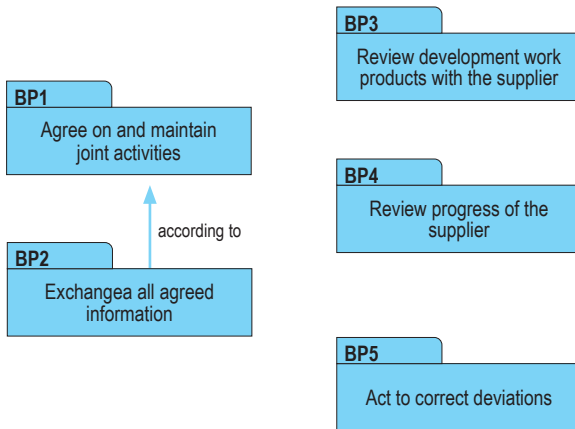 BP1
Agree on and maintain
joint activities
according to
BP2
Exchangea all agreed
information
BP3
Review development work
products with the supplier
BP4
Review progress of the
supplier
BP5
Act to correct deviations